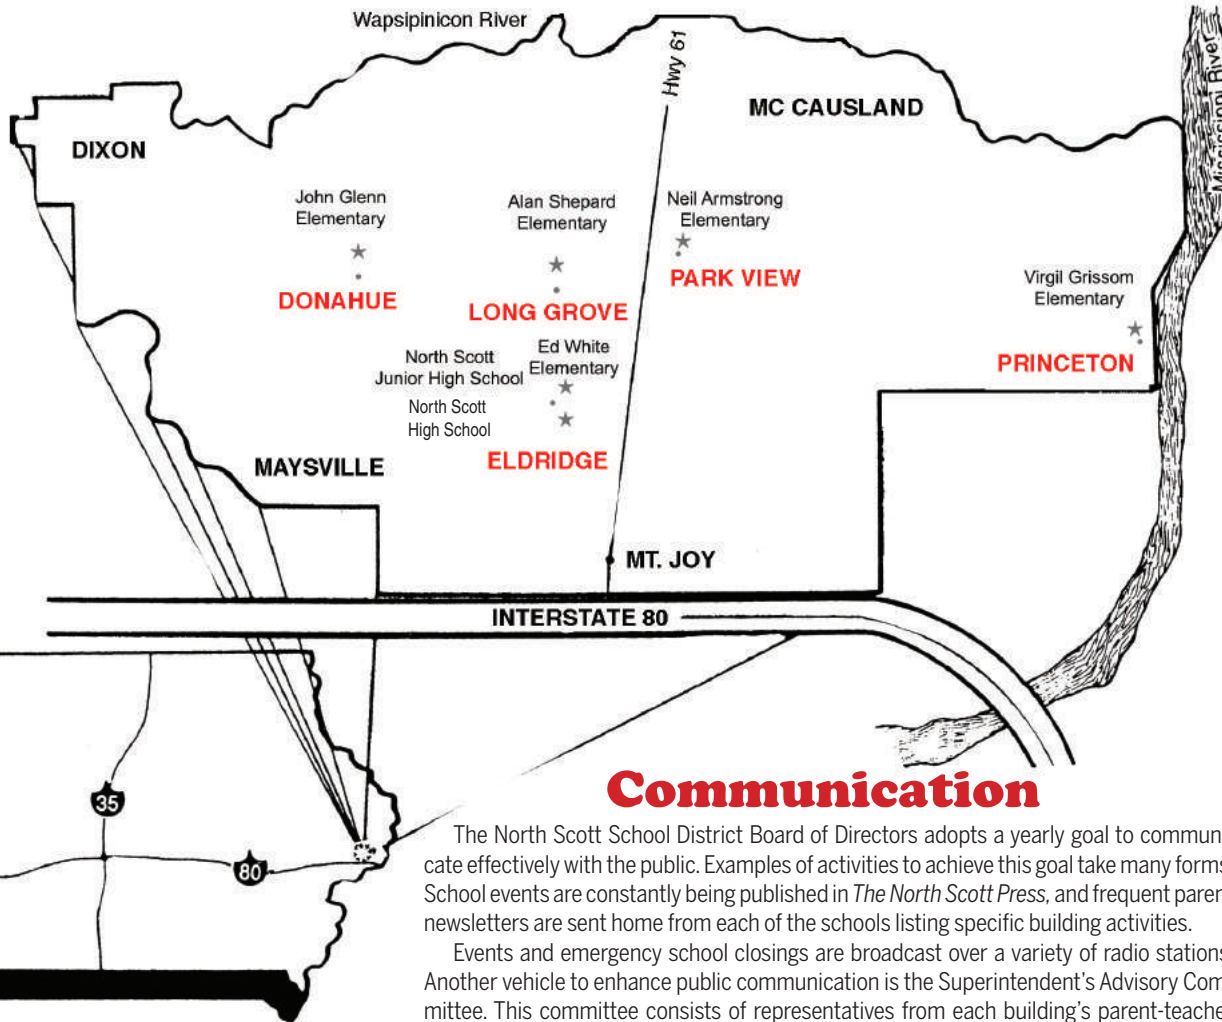 Wapsipinicon River
Hwy 61
Mississippi River
MC CAUSLAND
DIXON
John Glenn
Elementary
DONAHUE
Alan Shepard
Elementary
LONG GROVE
Neil Armstrong
Elementary
PARK VIEW
Virgil Grissom
Elementary
PRINCETON
North Scott
Junior High School
Ed White
Elementary
North Scott
High School
ELDRIDGE
MAYSVILLE
MT. JOY
INTERSTATE 80
35
80
Communication
The North Scott School District Board of Directors adopts a yearly goal to communi
cate effectively with the public. Examples of activities to achieve this goal take many forms
School events are constantly being published in The North Scott Press, and frequent paren
newsletters are sent home from each of the schools listing specific building activities.
Events and emergency school closings are broadcast over a variety of radio stations
Another vehicle to enhance public communication is the Superintendent's Advisory Com
mittee. This committee consists of representatives from each building's parent-teache